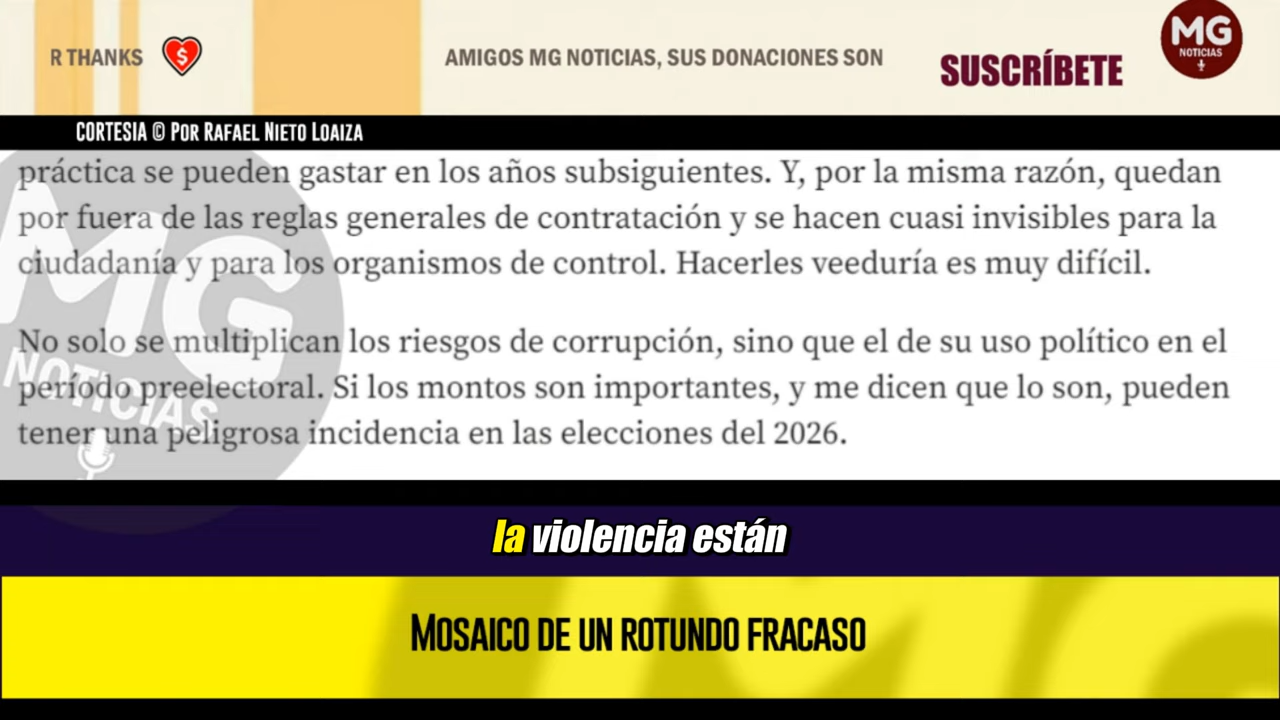 R THANKS
AMIGOS MG NOTICIAS, SUS DONACIONES SON
SUSCRÍBETE
MG
NOTICIAS
CORTESIA © POR RAFAEL NIETO LOAIZA
práctica se pueden gastar en los años subsiguientes. Y, por la misma razón, quedan
por fuera de las reglas generales de contratación y se hacen cuasi invisibles para la
ciudadanía y para los organismos de control. Hacerles veeduría es muy difícil.
No solo se multiplican los riesgos de corrupción, sino que el de su uso político en el
período preelectoral. Si los montos son importantes, y me dicen que lo son, pueden
tener una peligrosa incidencia en las elecciones del 2026.
MG
NOTICIAS
la violencia están
MOSAICO DE UN ROTUNDO FRACASO